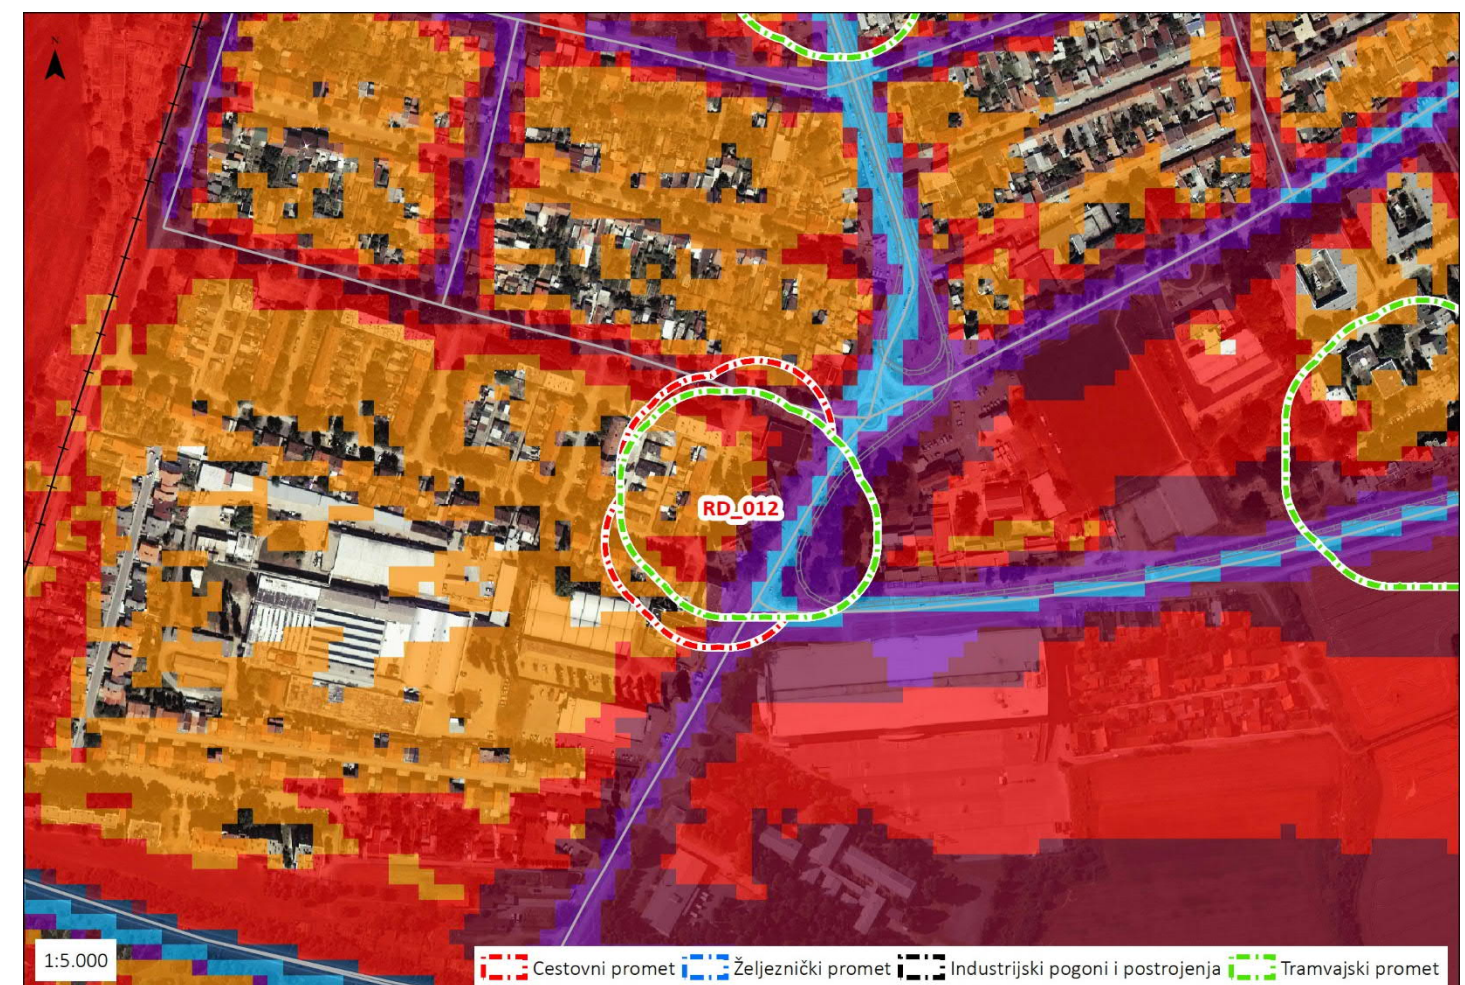 N
RD_012
1:5.000
Cestovni promet Željeznički promet Industrijski pogoni i postrojenja Tramvajski promet